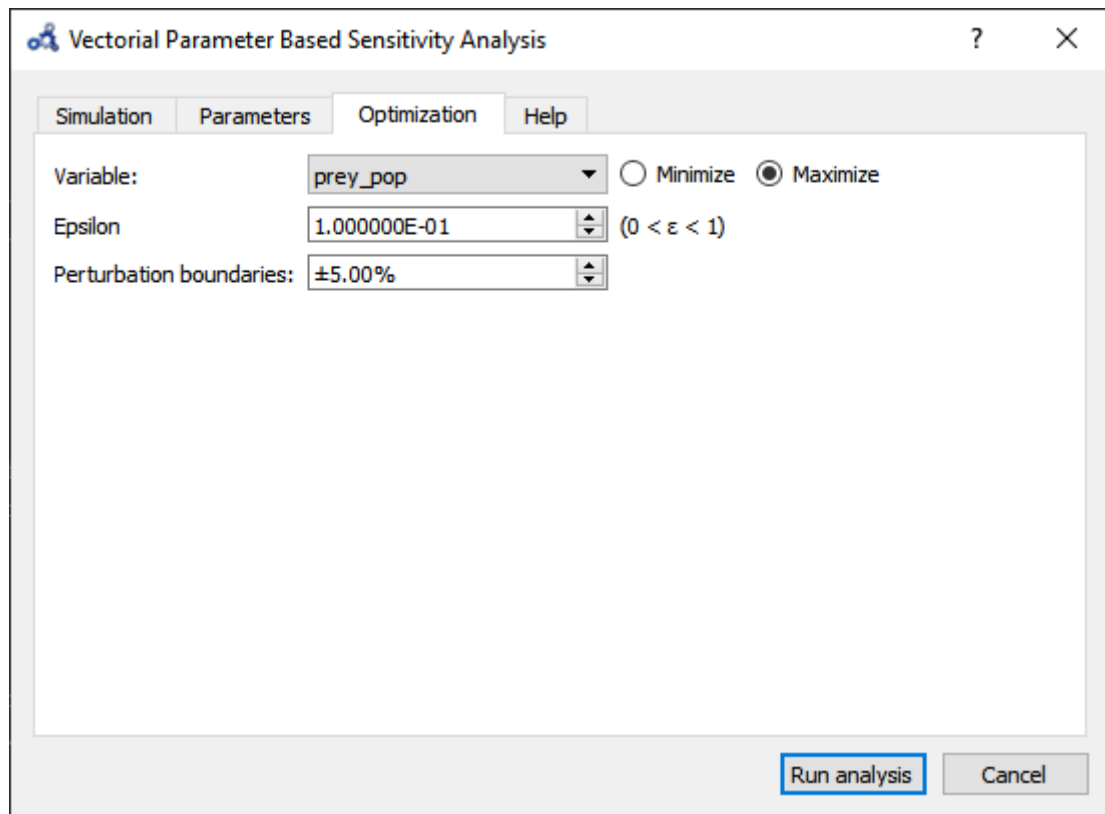 Vectorial Parameter Based Sensitivity Analysis ?
Simulation Parameters Optimization Help
Variable: prey_pop Minimize Maximize
Epsilon 1.000000E-01 (0 < ε < 1)
Perturbation boundaries: ±5.00%
Run analysis Cancel